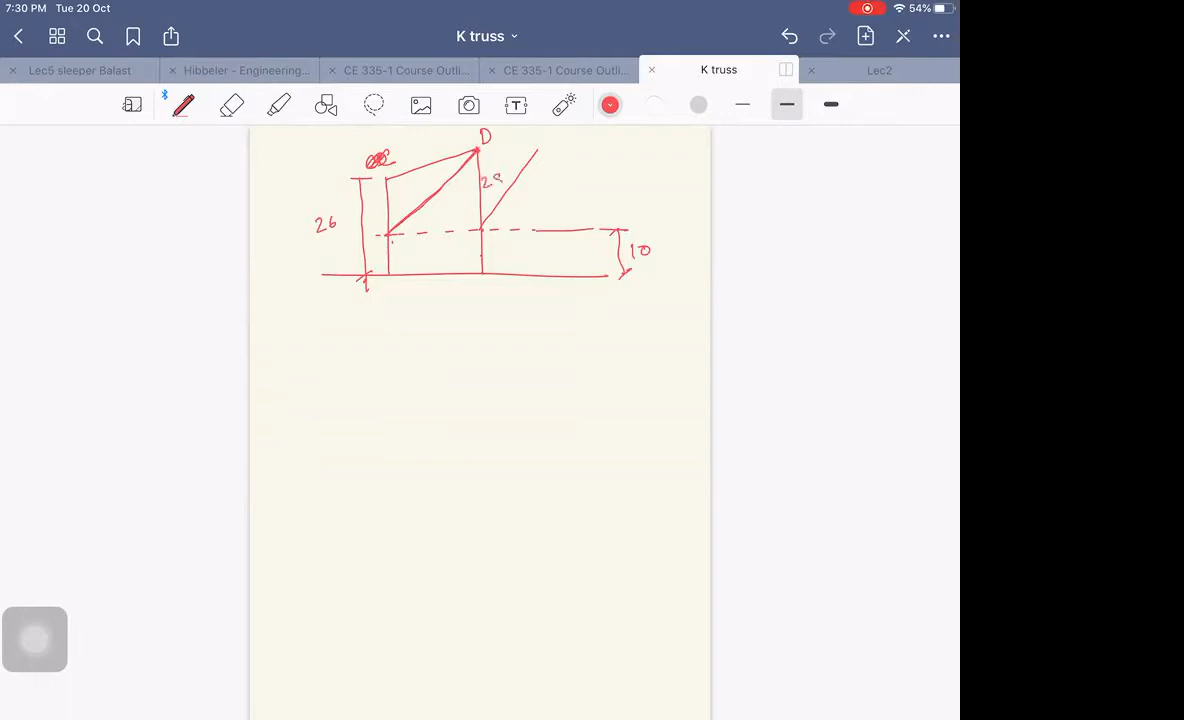 7:30 PM Tue 20 Oct
54%
K truss
Lec5 sleeper Balast
Hibbeler - Engineering...
CE 335-1 Course Outli...
CE 335-1 Course Outli...
K truss
Lec2
T
D
C
26
10